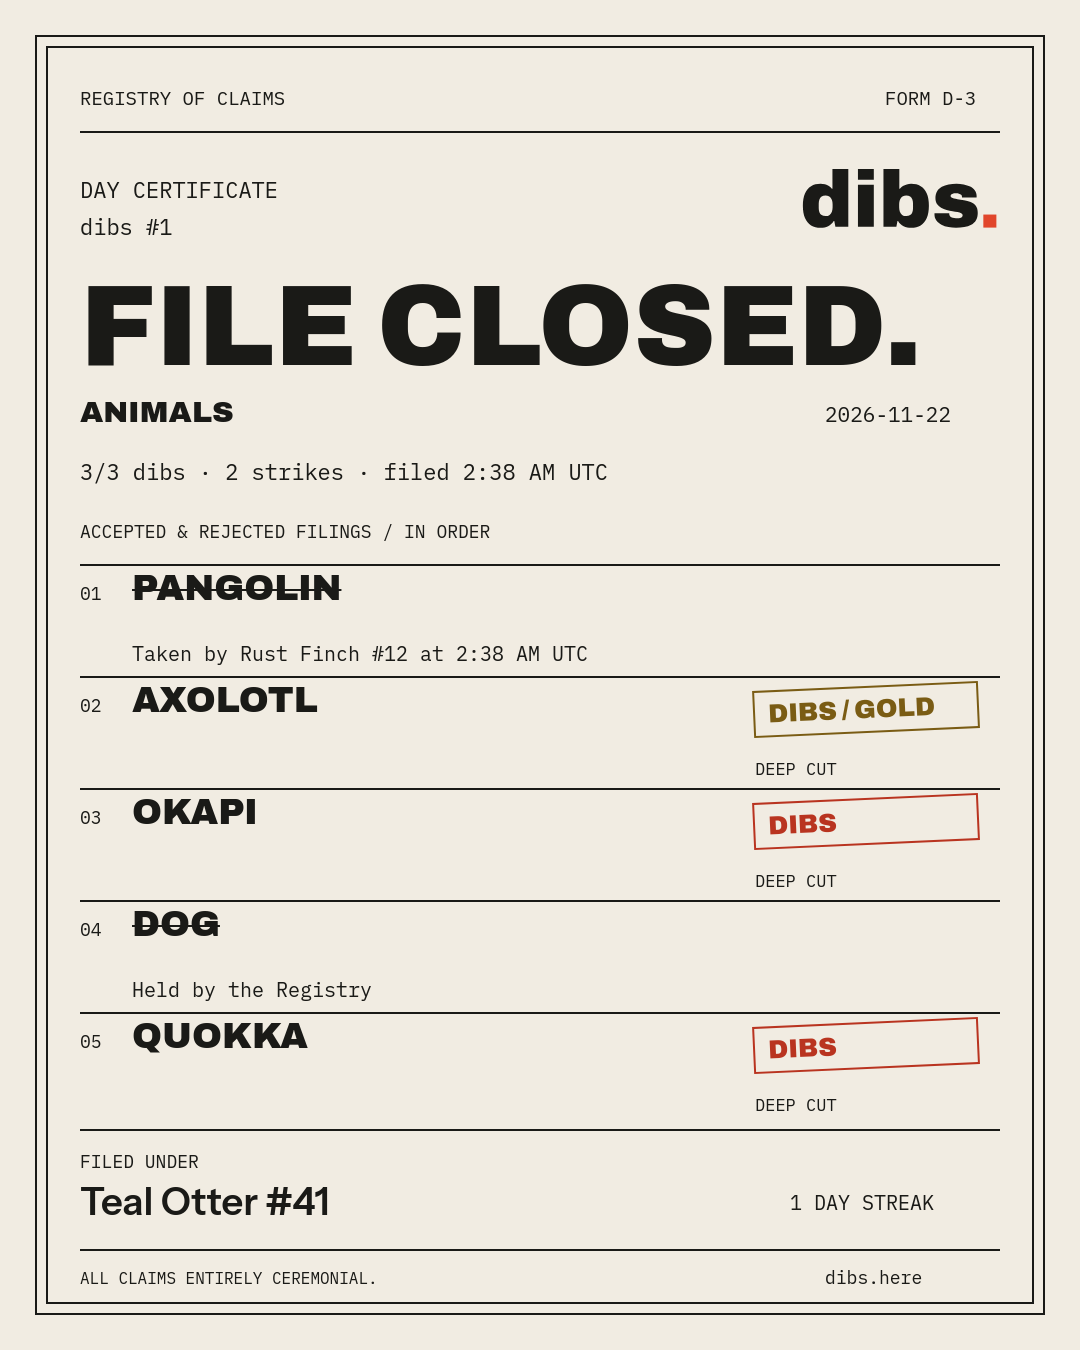 REGISTRY OF CLAIMS FORM D-3
DAY CERTIFICATE
dibs #1
dibs.
FILE CLOSED.
ANIMALS 2026-11-22
3/3 dibs · 2 strikes · filed 2:38 AM UTC
ACCEPTED & REJECTED FILINGS / IN ORDER
01 PANGOLIN
Taken by Rust Finch #12 at 2:38 AM UTC
02 AXOLOTL DIBS / GOLD
DEEP CUT
03 OKAPI DIBS
DEEP CUT
04 DOG
Held by the Registry
05 QUOKKA DIBS
DEEP CUT
FILED UNDER
Teal Otter #41 1 DAY STREAK
ALL CLAIMS ENTIRELY CEREMONIAL. dibs.here